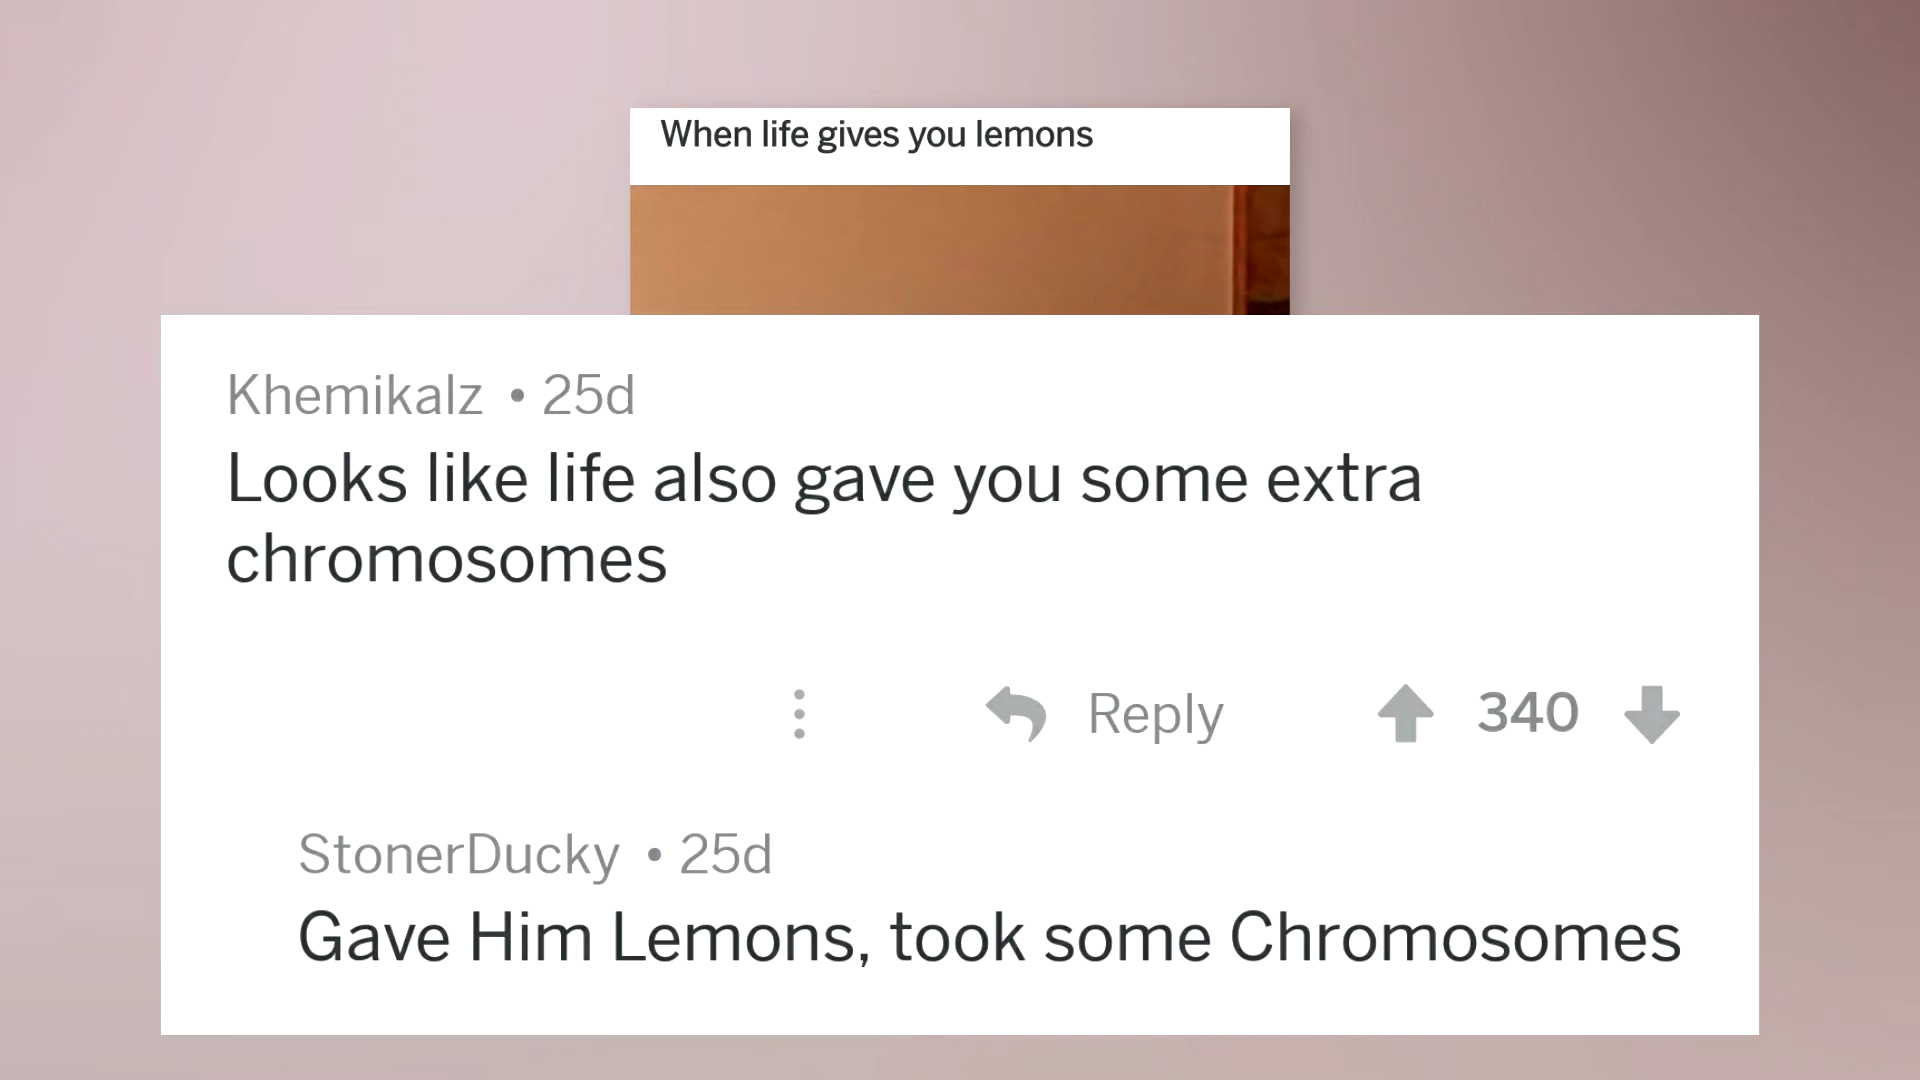 When life gives you lemons
Khemikalz • 25d
Looks like life also gave you some extra
chromosomes
Reply 340
StonerDucky • 25d
Gave Him Lemons, took some Chromosomes